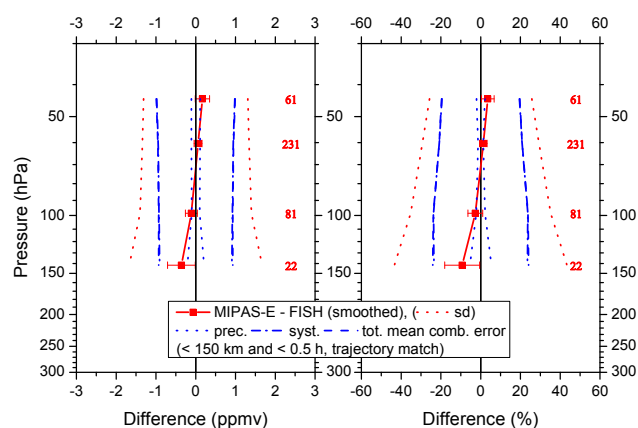 -3 -2 -1 0 1 2 3 -60 -40 -20 0 20 40 60
50 61 61
231 231
100 81 81
150 22 22
200
250
300
50
100
150
200
250
300
Pressure (hPa)
MIPAS-E - FISH (smoothed), ( sd)
prec. syst. tot. mean comb. error
(< 150 km and < 0.5 h, trajectory match)
-3 -2 -1 0 1 2 3 -60 -40 -20 0 20 40 60
Difference (ppmv) Difference (%)